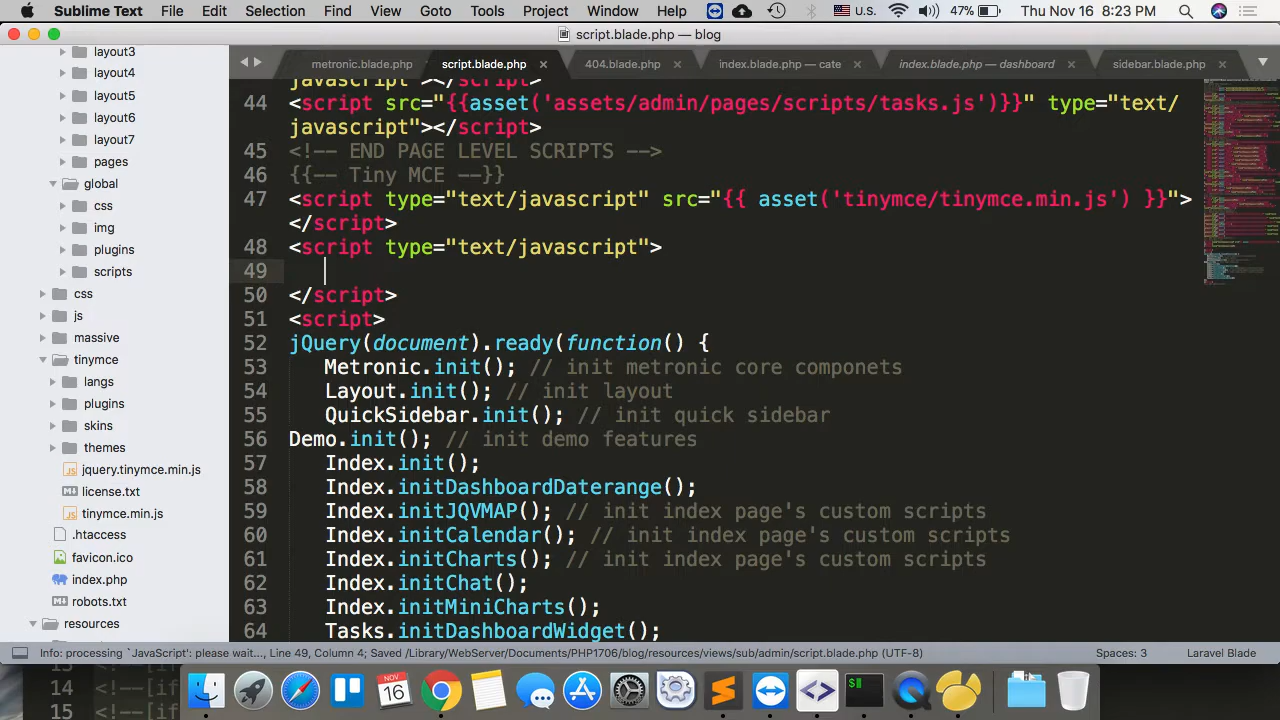 Sublime Text File Edit Selection Find View Goto Tools Project Window Help U.S. 47% Thu Nov 16 8:23 PM
script.blade.php — blog
metronic.blade.php script.blade.php 404.blade.php index.blade.php — cate index.blade.php — dashboard sidebar.blade.php
layout3
layout4
layout5
layout6
layout7
pages
global
css
img
plugins
scripts
css
js
massive
tinymce
langs
plugins
skins
themes
jquery.tinymce.min.js
license.txt
tinymce.min.js
.htaccess
favicon.ico
index.php
robots.txt
resources
javascript"></script>
44 <script src="{{asset('assets/admin/pages/scripts/tasks.js')}}" type="text/
javascript"></script>
45 <!-- END PAGE LEVEL SCRIPTS -->
46 {{-- Tiny MCE --}}
47 <script type="text/javascript" src="{{ asset('tinymce/tinymce.min.js') }}">
</script>
48 <script type="text/javascript">
49
50 </script>
51 <script>
52 jQuery(document).ready(function() {
53 Metronic.init(); // init metronic core componets
54 Layout.init(); // init layout
55 QuickSidebar.init(); // init quick sidebar
56 Demo.init(); // init demo features
57 Index.init();
58 Index.initDashboardDaterange();
59 Index.initJQVMAP(); // init index page's custom scripts
60 Index.initCalendar(); // init index page's custom scripts
61 Index.initCharts(); // init index page's custom scripts
62 Index.initChat();
63 Index.initMiniCharts();
64 Tasks.initDashboardWidget();
Info: processing `JavaScript': please wait..., Line 49, Column 4; Saved /Library/WebServer/Documents/PHP1706/blog/resources/views/sub/admin/script.blade.php (UTF-8) Spaces: 3 Laravel Blade
14 <!--[if
15 <!--[if
NOV
16